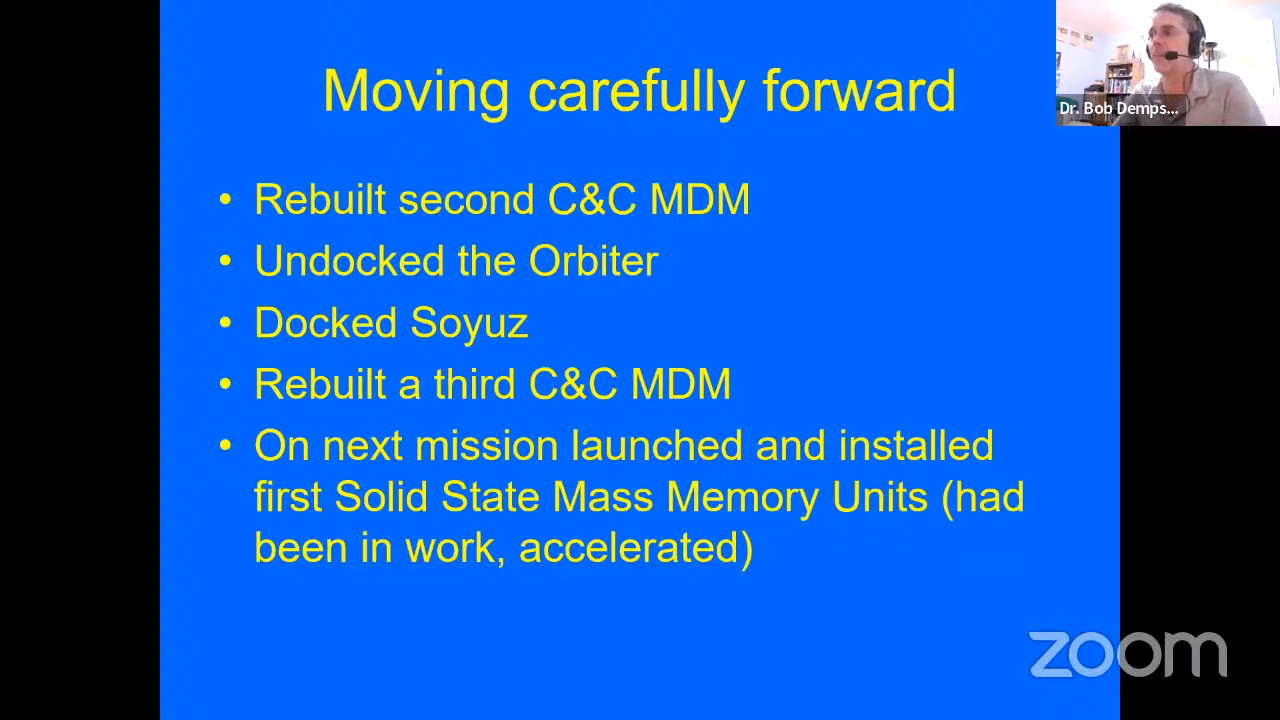 Moving carefully forward
• Rebuilt second C&C MDM
• Undocked the Orbiter
• Docked Soyuz
• Rebuilt a third C&C MDM
• On next mission launched and installed
first Solid State Mass Memory Units (had
been in work, accelerated)
Dr. Bob Demps...
zoom